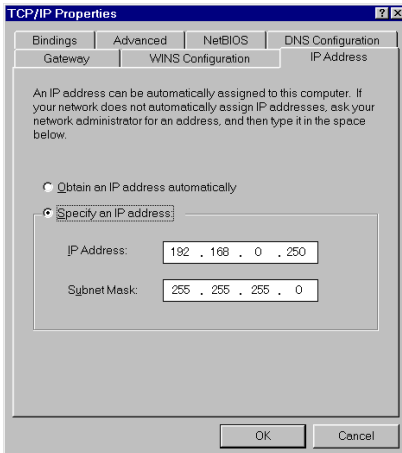 TCP/IP Properties
Bindings Advanced NetBIOS DNS Configuration
Gateway WINS Configuration IP Address
An IP address can be automatically assigned to this computer. If
your network does not automatically assign IP addresses, ask your
network administrator for an address, and then type it in the space
below.
Obtain an IP address automatically
Specify an IP address:
IP Address: 192 . 168 . 0 . 250
Subnet Mask: 255 . 255 . 255 . 0
OK Cancel